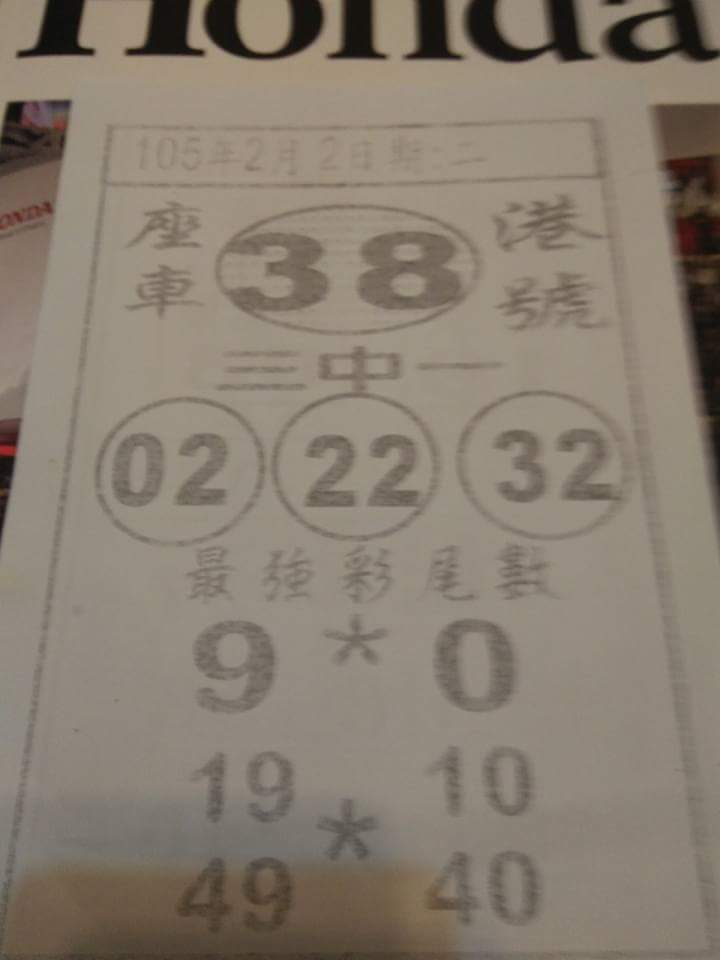 Honda
ONDA
105年2月2日期:二
座車 38 港號
三中一
02 22 32
最強彩尾數
9 * 0
19 10
*
49 40